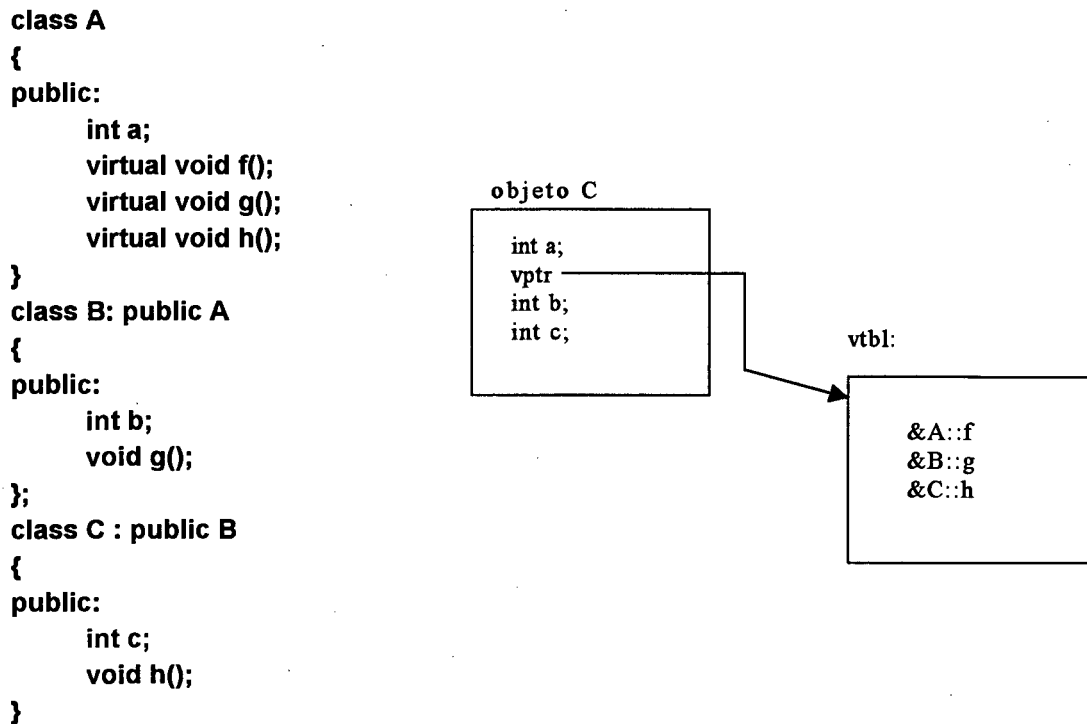 class A
{
public:
int a;
virtual void f();
virtual void g();
virtual void h();
}
class B: public A
{
public:
int b;
void g();
};
class C : public B
{
public:
int c;
void h();
}
objeto C
int a;
vptr
int b;
int c;
vtbl:
&A::f
&B::g
&C::h